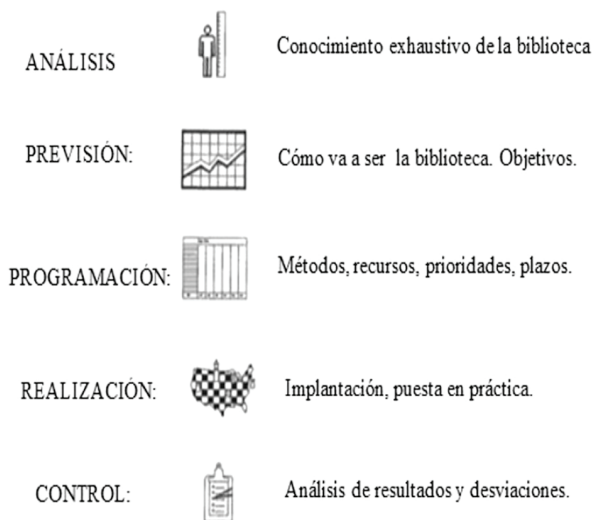 ANÁLISIS Conocimiento exhaustivo de la biblioteca
PREVISIÓN: Cómo va a ser la biblioteca. Objetivos.
PROGRAMACIÓN: Métodos, recursos, prioridades, plazos.
REALIZACIÓN: Implantación, puesta en práctica.
CONTROL: Análisis de resultados y desviaciones.